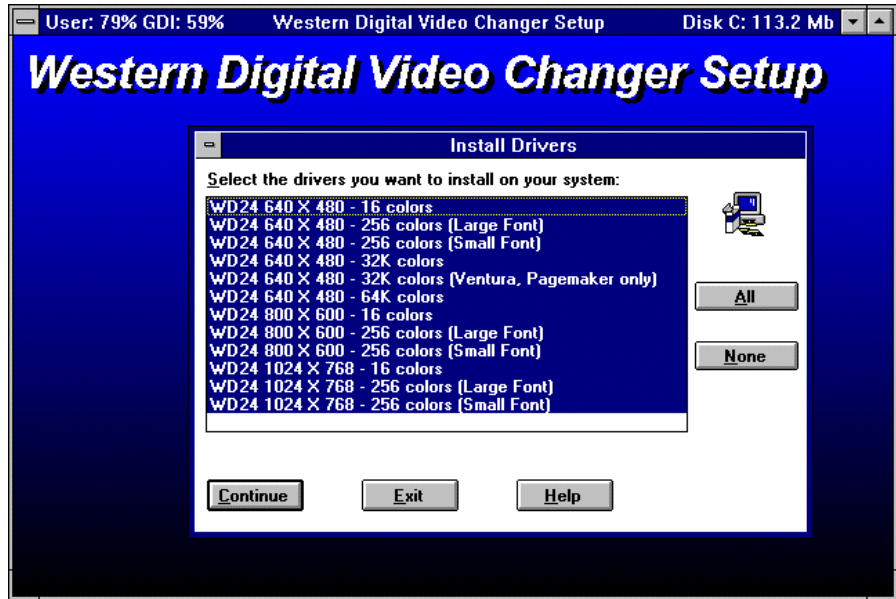 User: 79% GDI: 59% Western Digital Video Changer Setup Disk C: 113.2 Mb
Western Digital Video Changer Setup
Install Drivers
Select the drivers you want to install on your system:
WD24 640 X 480 - 16 colors
WD24 640 X 480 - 256 colors (Large Font)
WD24 640 X 480 - 256 colors (Small Font)
WD24 640 X 480 - 32K colors
WD24 640 X 480 - 32K colors (Ventura, Pagemaker only)
WD24 640 X 480 - 64K colors
WD24 800 X 600 - 16 colors
WD24 800 X 600 - 256 colors (Large Font)
WD24 800 X 600 - 256 colors (Small Font)
WD24 1024 X 768 - 16 colors
WD24 1024 X 768 - 256 colors (Large Font)
WD24 1024 X 768 - 256 colors (Small Font)
All
None
Continue Exit Help